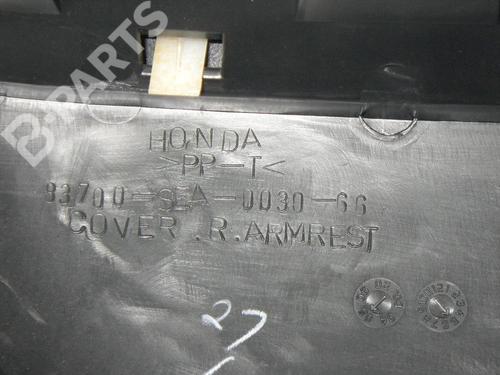 B-PARTS
HONDA
>PP-T<
83700-SEA-0030-66
COVER .R.ARMREST
27